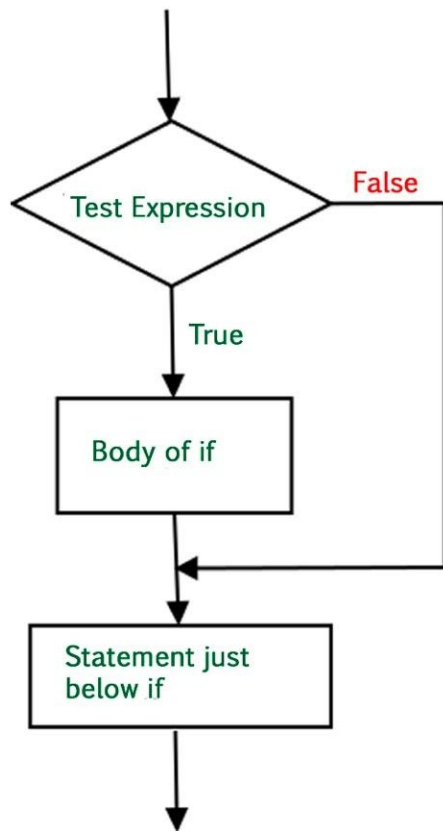 Test Expression
False
True
Body of if
Statement just
below if